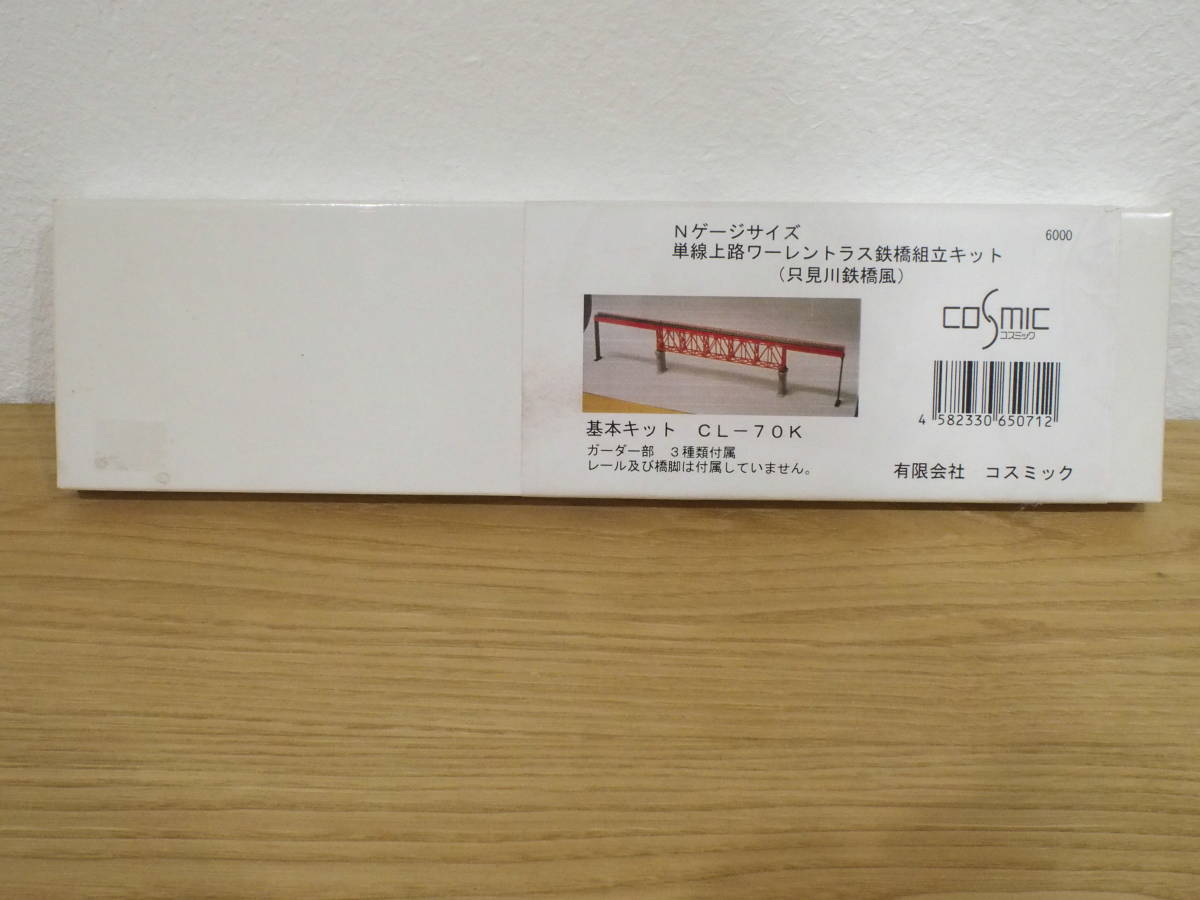 Nゲージサイズ
単線上路ワーレントラス鉄橋組立キット
（只見川鉄橋風）
6000
COSMIC
コスミック
4 582330 650712
基本キット CL－70K
ガーダー部 3種類付属
レール及び橋脚は付属していません。
有限会社 コスミック